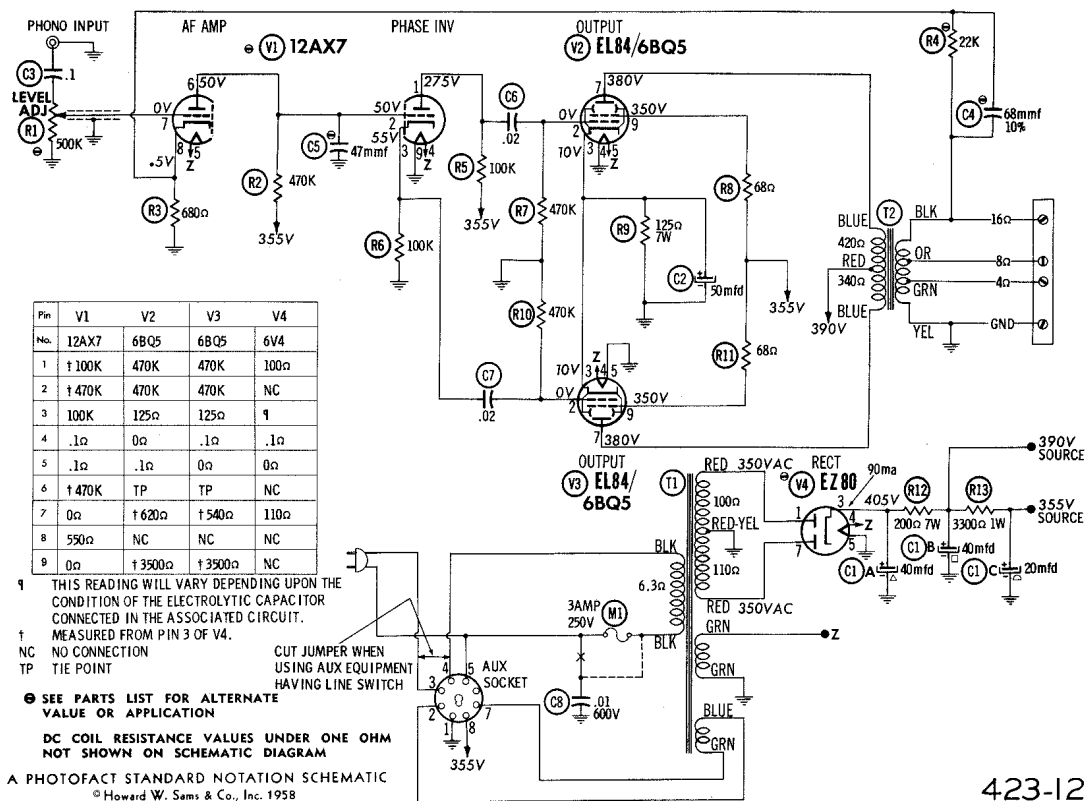 PHONO INPUT
AF AMP
⊖ V1 12AX7
PHASE INV
OUTPUT
V2 EL84/6BQ5
R4 22K
C4 ⊖ 68mmf
10%
C3 .1
LEVEL
ADJ
R1 ⊖
500K
0V
7
6
50V
8
5
Z
.5V
R3 680Ω
R2 470K
355V
C5 ⊖
47mmf
50V
2
1
275V
55V
3
9
4
Z
R5 100K
355V
R6 100K
C6
.02
0V
2
7
380V
350V
9
10V
3
4
5
Z
R7 470K
R9 125Ω
7W
C2
50mfd
R8 68Ω
355V
R10 470K
R11 68Ω
C7
.02
10V
Z
3
4
5
0V
2
350V
9
7
380V
OUTPUT
V3 EL84/
6BQ5
T2
BLUE
420Ω
RED
340Ω
BLUE
390V
BLK
OR
GRN
YEL
16Ω
8Ω
4Ω
GND
Pin No. V1 V2 V3 V4
12AX7 6BQ5 6BQ5 6V4
1 † 100K 470K 470K 100Ω
2 † 470K 470K 470K NC
3 100K 125Ω 125Ω ¶
4 .1Ω 0Ω .1Ω .1Ω
5 .1Ω .1Ω 0Ω 0Ω
6 † 470K TP TP NC
7 0Ω † 620Ω † 540Ω 110Ω
8 550Ω NC NC NC
9 0Ω † 3500Ω † 3500Ω NC
¶ THIS READING WILL VARY DEPENDING UPON THE
CONDITION OF THE ELECTROLYTIC CAPACITOR
CONNECTED IN THE ASSOCIATED CIRCUIT.
† MEASURED FROM PIN 3 OF V4.
NC NO CONNECTION
TP TIE POINT
⊖ SEE PARTS LIST FOR ALTERNATE
VALUE OR APPLICATION
DC COIL RESISTANCE VALUES UNDER ONE OHM
NOT SHOWN ON SCHEMATIC DIAGRAM
A PHOTOFACT STANDARD NOTATION SCHEMATIC
© Howard W. Sams & Co., Inc. 1958
CUT JUMPER WHEN
USING AUX EQUIPMENT
HAVING LINE SWITCH
AUX
SOCKET
4
5
3
2
7
1
8
355V
3AMP
250V
M1
C8 .01
600V
T1
BLK
6.3Ω
BLK
RED 350VAC
100Ω
RED-YEL
110Ω
RED 350VAC
GRN
Z
GRN
BLUE
GRN
RECT
⊖ V4 EZ80
90ma
405V
1
3
4
Z
5
7
R12
200Ω 7W
R13
3300Ω 1W
C1 A 40mfd
C1 B 40mfd
C1 C 20mfd
390V
SOURCE
355V
SOURCE
423-12